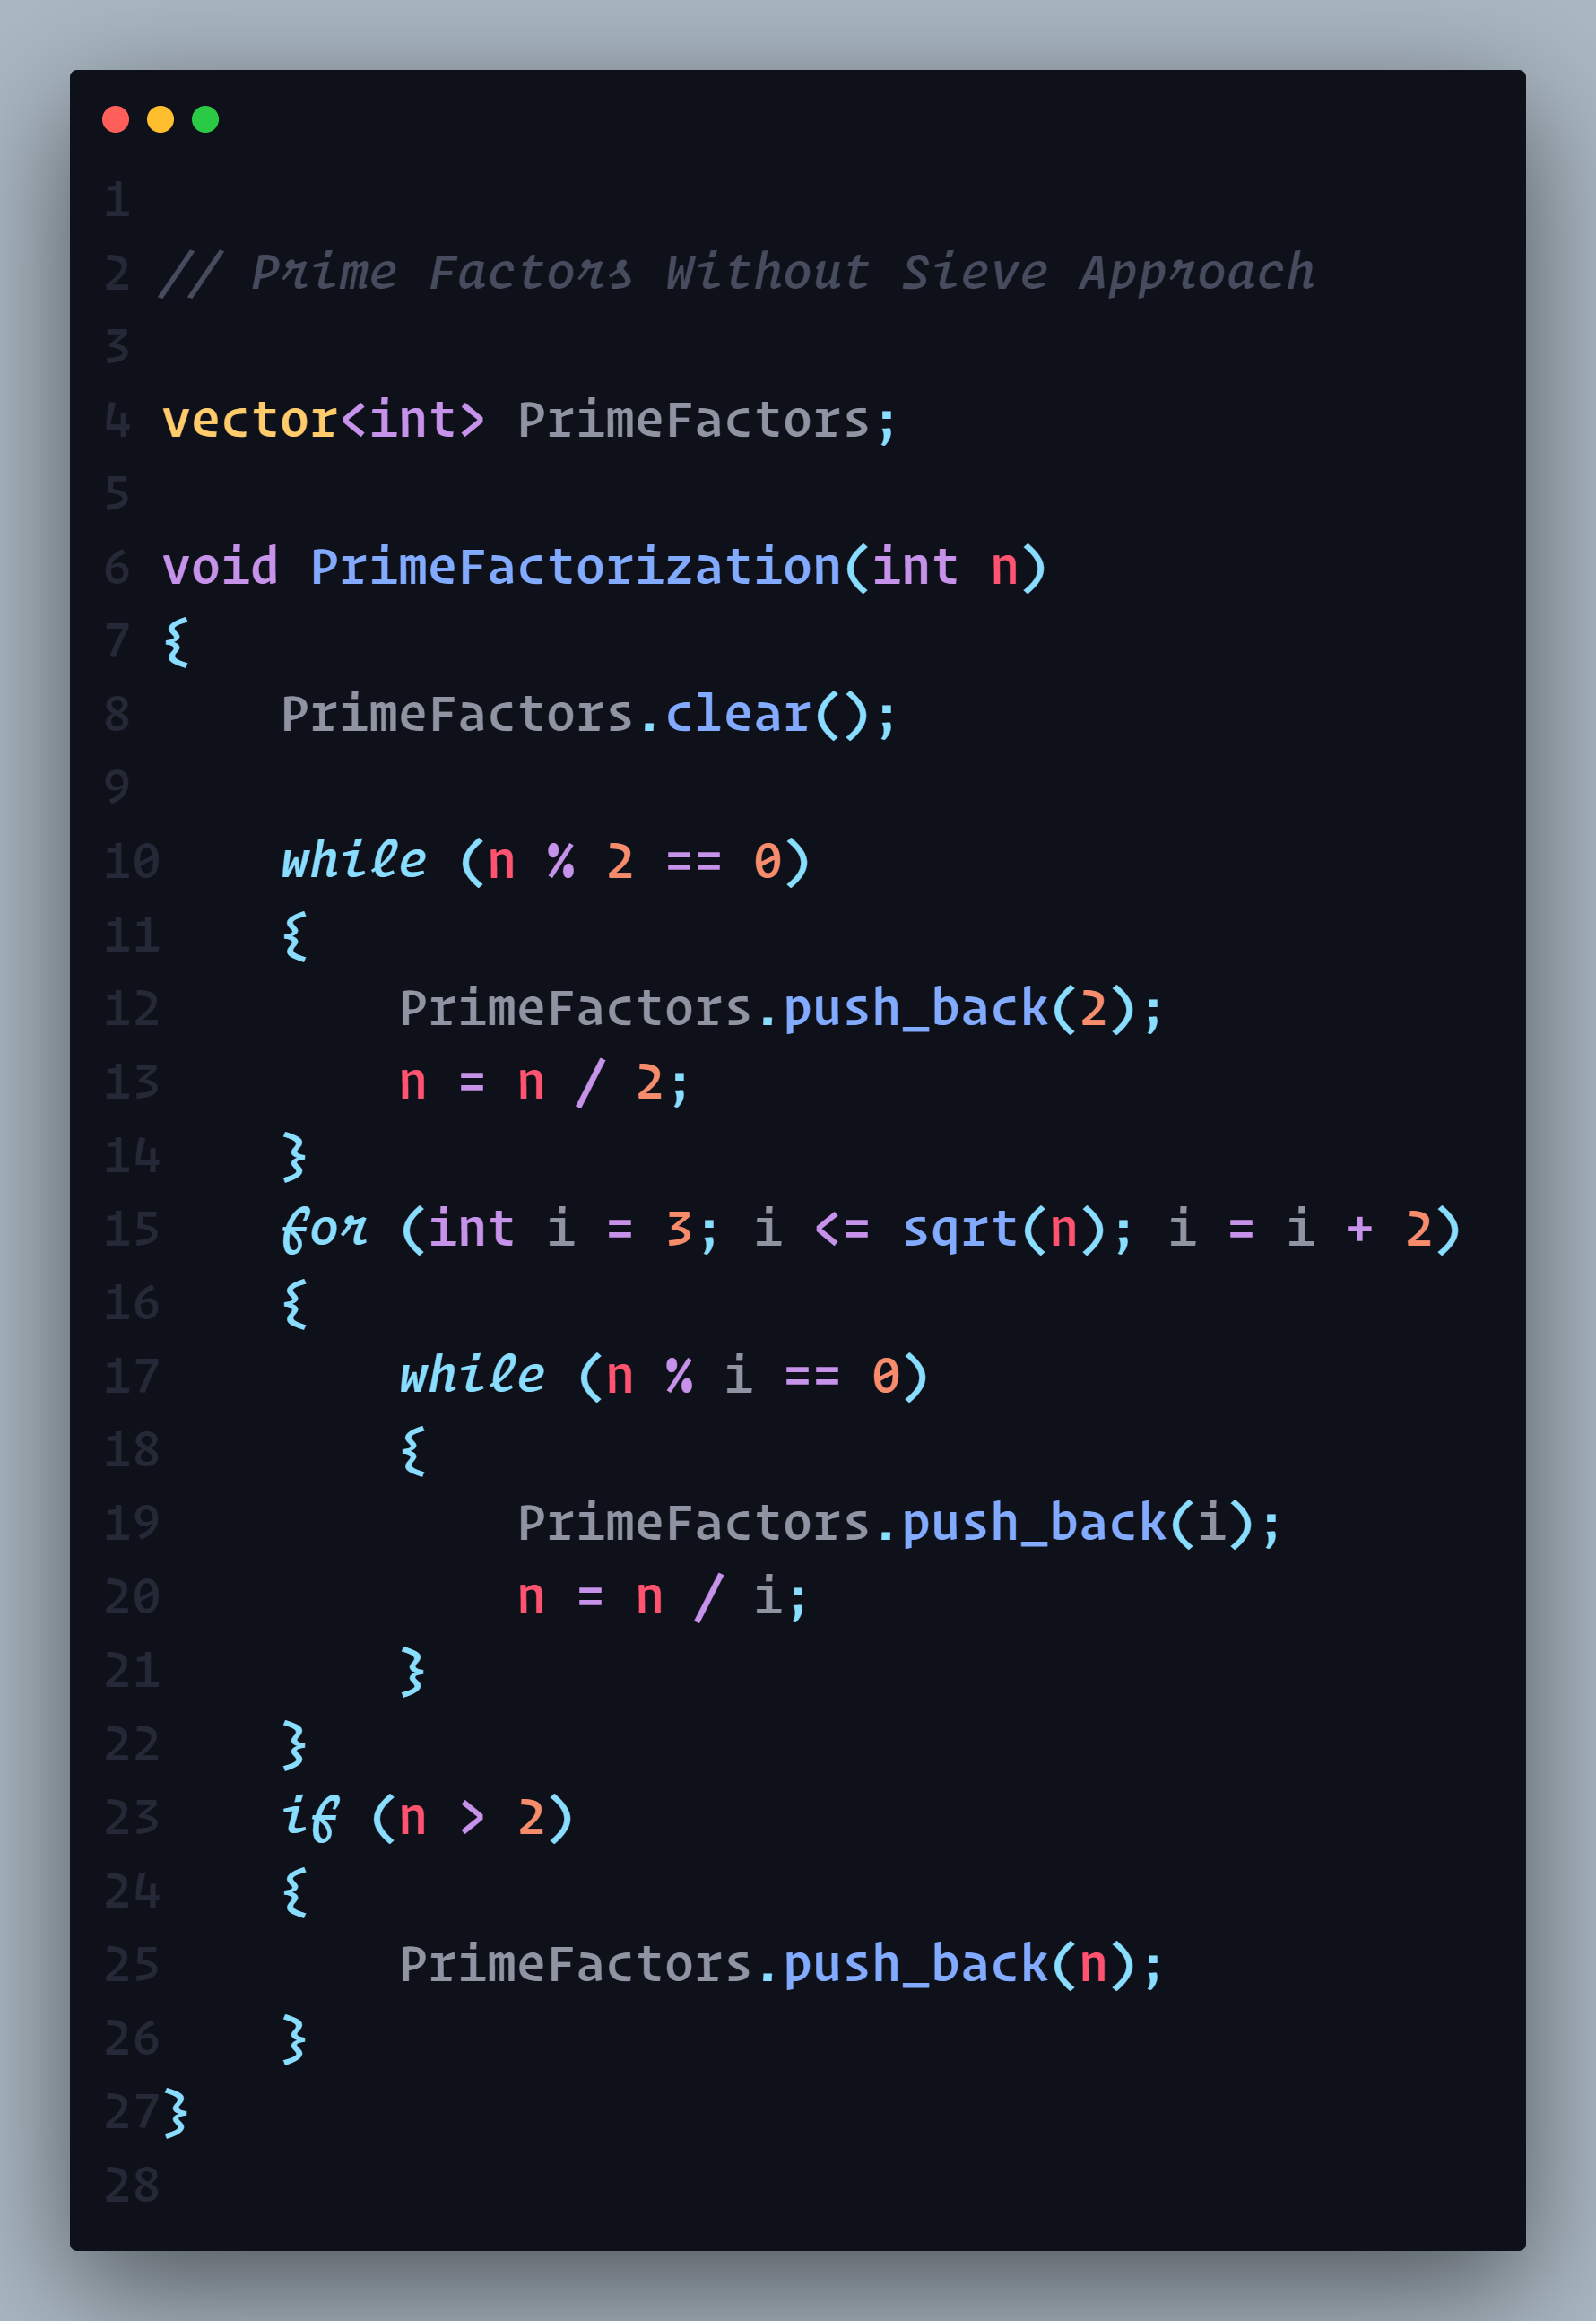 1
2 // Prime Factors Without Sieve Approach
3
4 vector<int> PrimeFactors;
5
6 void PrimeFactorization(int n)
7 {
8     PrimeFactors.clear();
9
10    while (n % 2 == 0)
11    {
12        PrimeFactors.push_back(2);
13        n = n / 2;
14    }
15    for (int i = 3; i <= sqrt(n); i = i + 2)
16    {
17        while (n % i == 0)
18        {
19            PrimeFactors.push_back(i);
20            n = n / i;
21        }
22    }
23    if (n > 2)
24    {
25        PrimeFactors.push_back(n);
26    }
27}
28